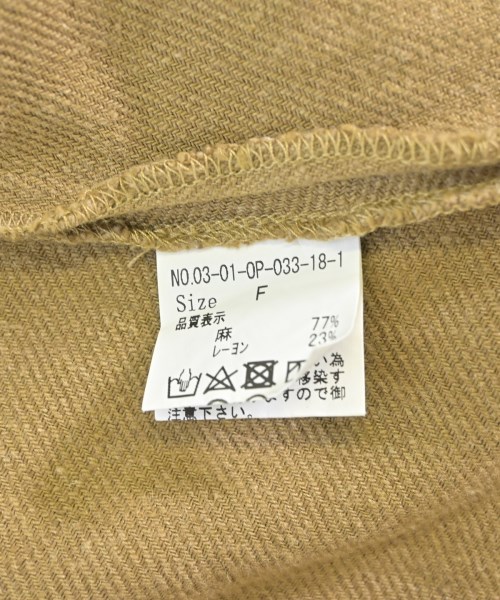 NO.03-01-OP-033-18-1
Size F
品質表示
麻 77%
レーヨン 23%
い為
移染す
すので御
注意下さい。